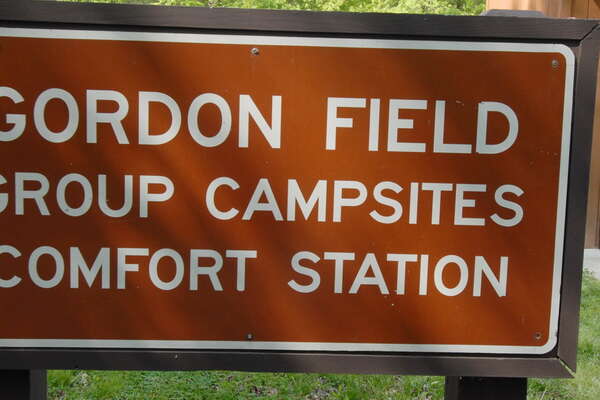 GORDON FIELD
GROUP CAMPSITES
COMFORT STATION